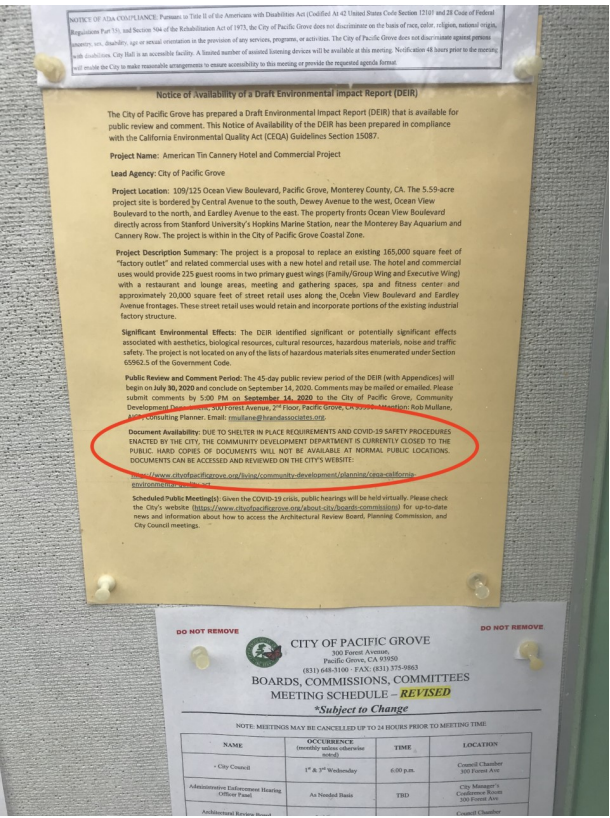 NOTICE OF ADA COMPLIANCE: Pursuant to Title II of the Americans with Disabilities Act (Codified At 42 United States Code Section 12101 and 28 Code of Federal
Regulations Part 35), and Section 504 of the Rehabilitation Act of 1973, the City of Pacific Grove does not discriminate on the basis of race, color, religion, national origin,
ancestry, sex, disability, age or sexual orientation in the provision of any services, programs, or activities. The City of Pacific Grove does not discriminate against persons
with disabilities. City Hall is an accessible facility. A limited number of assisted listening devices will be available at this meeting. Notification 48 hours prior to the meeting
will enable the City to make reasonable arrangements to ensure accessibility to this meeting or provide the requested agenda format.
Notice of Availability of a Draft Environmental Impact Report (DEIR)
The City of Pacific Grove has prepared a Draft Environmental Impact Report (DEIR) that is available for
public review and comment. This Notice of Availability of the DEIR has been prepared in compliance
with the California Environmental Quality Act (CEQA) Guidelines Section 15087.
Project Name: American Tin Cannery Hotel and Commercial Project
Lead Agency: City of Pacific Grove
Project Location: 109/125 Ocean View Boulevard, Pacific Grove, Monterey County, CA. The 5.59-acre
project site is bordered by Central Avenue to the south, Dewey Avenue to the west, Ocean View
Boulevard to the north, and Eardley Avenue to the east. The property fronts Ocean View Boulevard
directly across from Stanford University's Hopkins Marine Station, near the Monterey Bay Aquarium and
Cannery Row. The project is within in the City of Pacific Grove Coastal Zone.
Project Description Summary: The project is a proposal to replace an existing 165,000 square feet of
"factory outlet" and related commercial uses with a new hotel and retail use. The hotel and commercial
uses would provide 225 guest rooms in two primary guest wings (Family/Group Wing and Executive Wing)
with a restaurant and lounge areas, meeting and gathering spaces, spa and fitness center and
approximately 20,000 square feet of street retail uses along the Ocean View Boulevard and Eardley
Avenue frontages. These street retail uses would retain and incorporate portions of the existing industrial
factory structure.
Significant Environmental Effects: The DEIR identified significant or potentially significant effects
associated with aesthetics, biological resources, cultural resources, hazardous materials, noise and traffic
safety. The project is not located on any of the lists of hazardous materials sites enumerated under Section
65962.5 of the Government Code.
Public Review and Comment Period: The 45-day public review period of the DEIR (with Appendices) will
begin on July 30, 2020 and conclude on September 14, 2020. Comments may be mailed or emailed. Please
submit comments by 5:00 PM on September 14, 2020 to the City of Pacific Grove, Community
Development Department, 300 Forest Avenue, 2nd Floor, Pacific Grove, CA 93950. Attention: Rob Mullane,
AICP, Consulting Planner. Email: rmullane@hrandassociates.org.
Document Availability: DUE TO SHELTER IN PLACE REQUIREMENTS AND COVID-19 SAFETY PROCEDURES
ENACTED BY THE CITY, THE COMMUNITY DEVELOPMENT DEPARTMENT IS CURRENTLY CLOSED TO THE
PUBLIC. HARD COPIES OF DOCUMENTS WILL NOT BE AVAILABLE AT NORMAL PUBLIC LOCATIONS.
DOCUMENTS CAN BE ACCESSED AND REVIEWED ON THE CITY'S WEBSITE:
https://www.cityofpacificgrove.org/living/community-development/planning/ceqa-california-
environmental-quality-act
Scheduled Public Meeting(s): Given the COVID-19 crisis, public hearings will be held virtually. Please check
the City's website (https://www.cityofpacificgrove.org/about-city/boards-commissions) for up-to-date
news and information about how to access the Architectural Review Board, Planning Commission, and
City Council meetings.
DO NOT REMOVE
DO NOT REMOVE
CITY OF PACIFIC GROVE
300 Forest Avenue,
Pacific Grove, CA 93950
(831) 648-3100 · FAX: (831) 375-9863
BOARDS, COMMISSIONS, COMMITTEES
MEETING SCHEDULE – REVISED
*Subject to Change
NOTE: MEETINGS MAY BE CANCELLED UP TO 24 HOURS PRIOR TO MEETING TIME
NAME
OCCURRENCE
(monthly unless otherwise
noted)
TIME
LOCATION
City Council
1st & 3rd Wednesday
6:00 p.m.
Council Chamber
300 Forest Ave
Administrative Enforcement Hearing
Officer Panel
As Needed Basis
TBD
City Manager's
Conference Room
300 Forest Ave
Architectural Review Board
Council Chamber